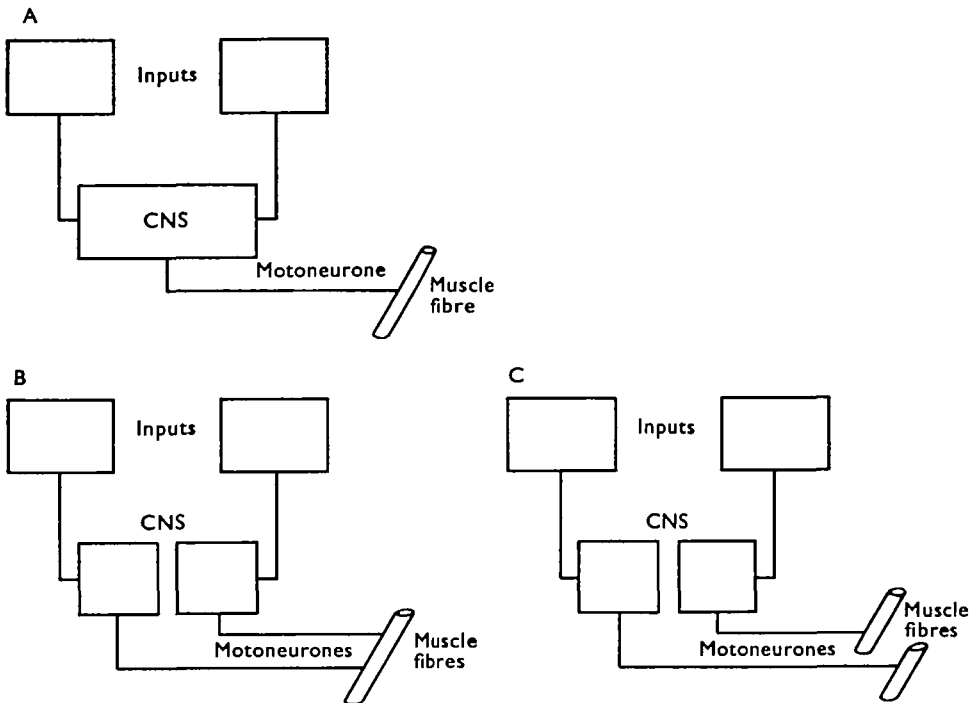 A
Inputs
CNS
Motoneurone
Muscle
fibre
B
Inputs
CNS
Motoneurones
Muscle
fibres
C
Inputs
CNS
Motoneurones
Muscle
fibres